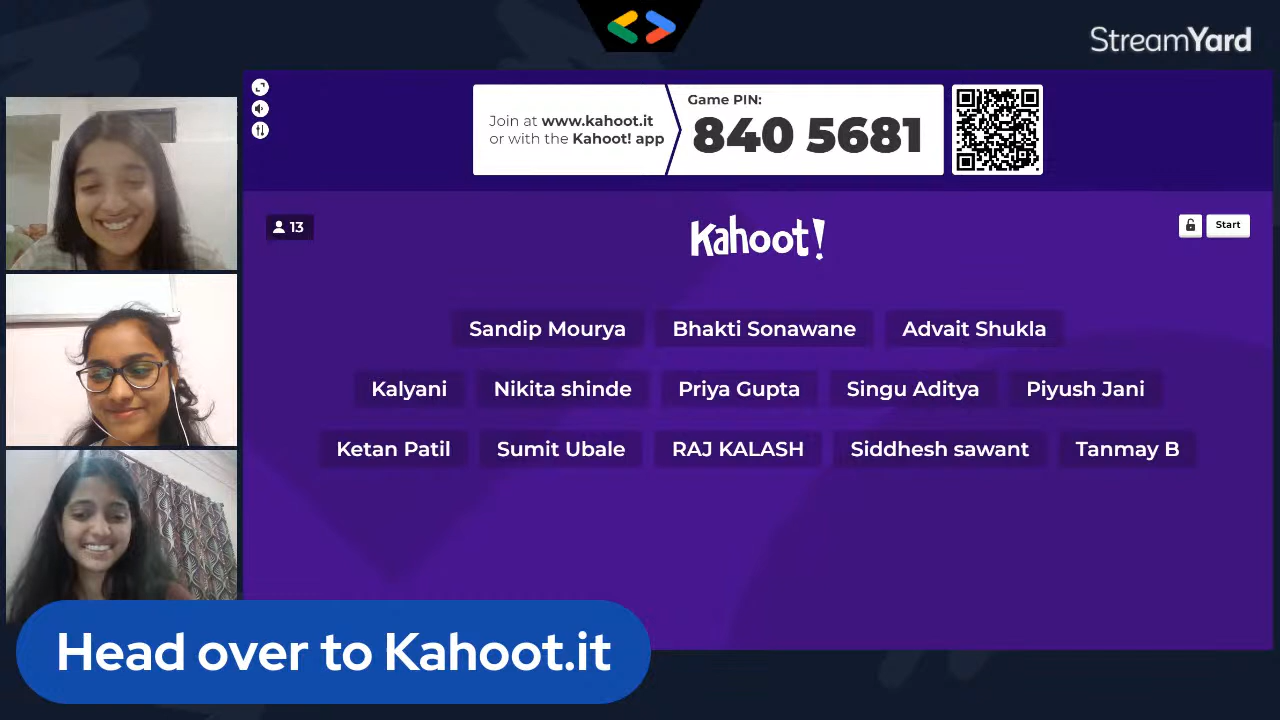 StreamYard
Join at www.kahoot.it
or with the Kahoot! app
Game PIN:
840 5681
13
Kahoot!
Start
Sandip Mourya Bhakti Sonawane Advait Shukla
Kalyani Nikita shinde Priya Gupta Singu Aditya Piyush Jani
Ketan Patil Sumit Ubale RAJ KALASH Siddhesh sawant Tanmay B
Head over to Kahoot.it